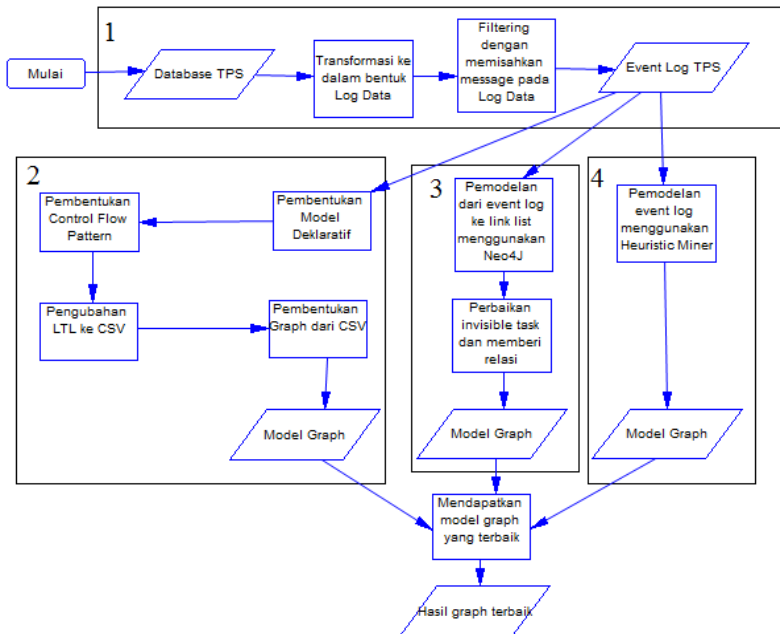 1
Mulai
Database TPS
Transformasi ke
dalam bentuk
Log Data
Filtering
dengan
memisahkan
message pada
Log Data
Event Log TPS
2
Pembentukan
Control Flow
Pattern
Pembentukan
Model
Deklaratif
Pengubahan
LTL ke CSV
Pembentukan
Graph dari CSV
Model Graph
3
Pemodelan
dari event log
ke link list
menggunakan
Neo4J
Perbaikan
invisible task
dan memberi
relasi
Model Graph
4
Pemodelan
event log
menggunakan
Heuristic Miner
Model Graph
Mendapatkan
model graph
yang terbaik
Hasil graph terbaik